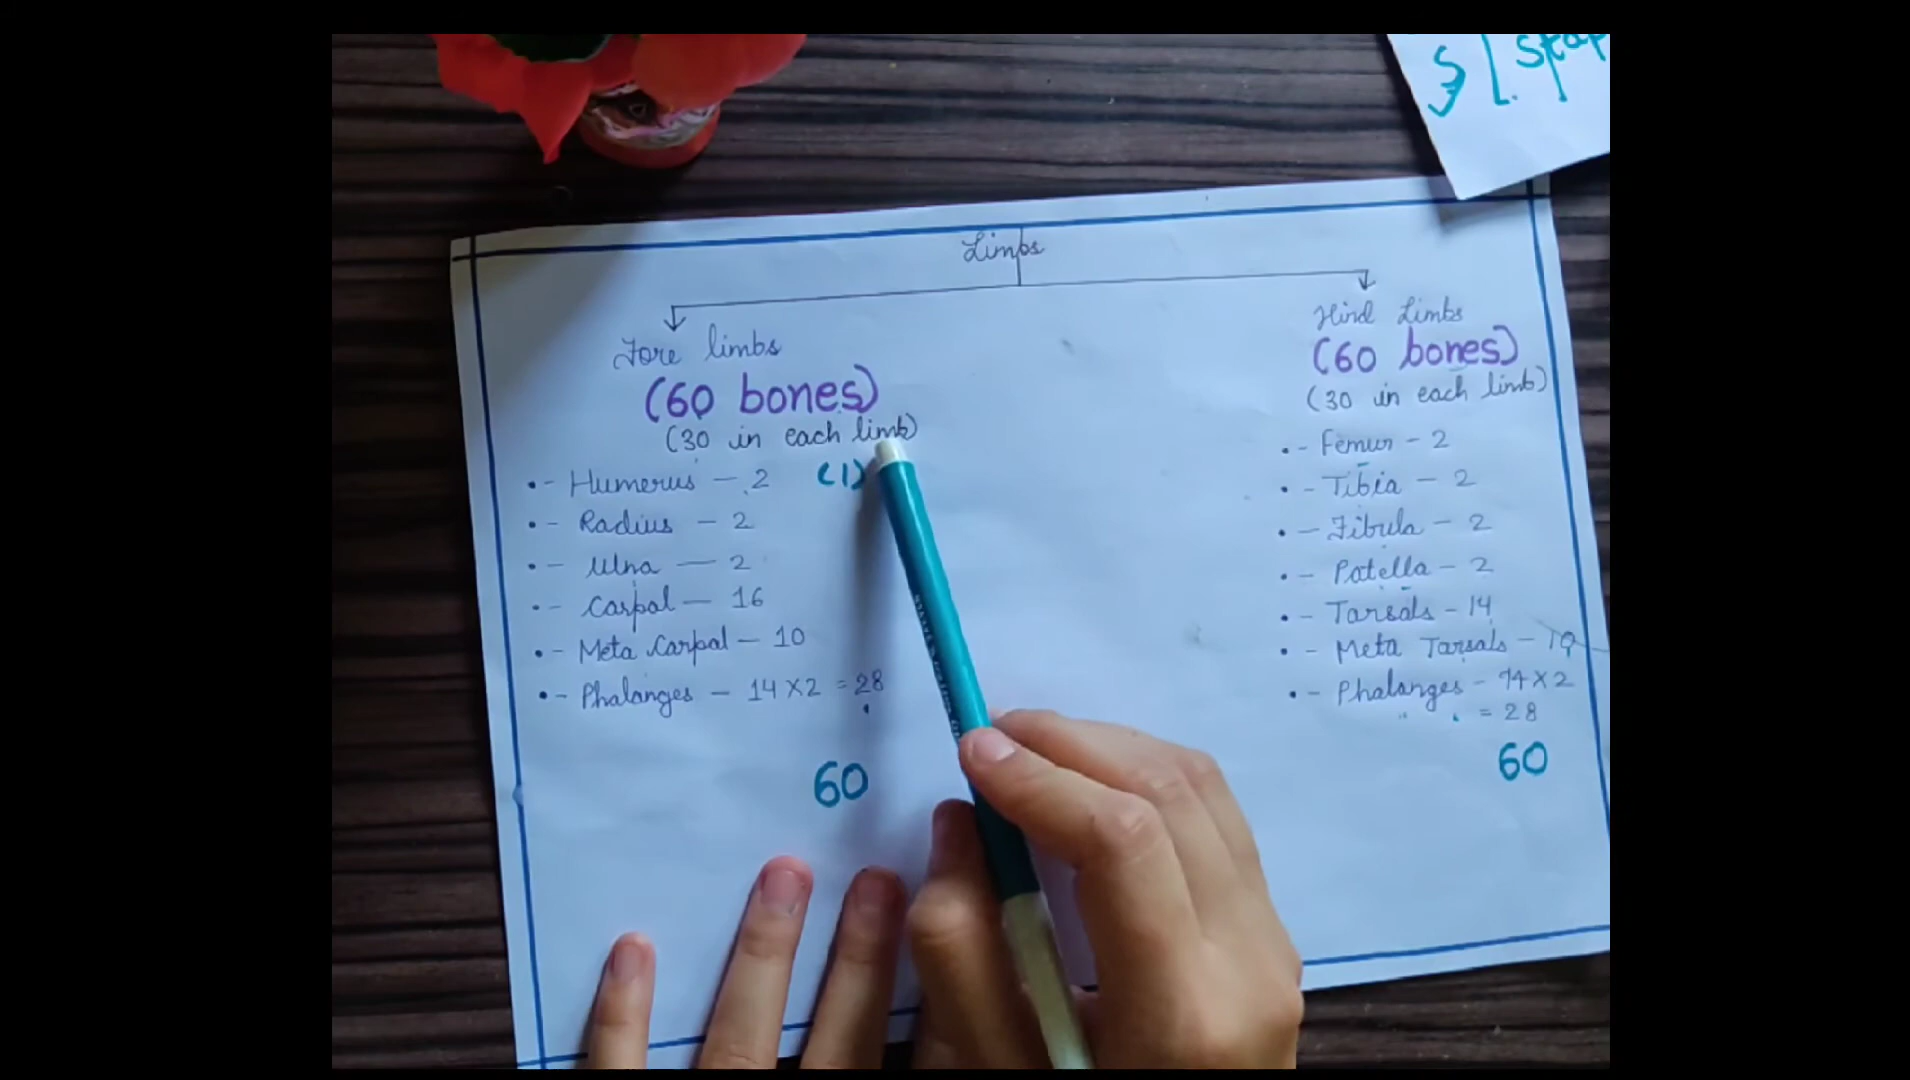 Limbs
Fore limbs
(60 bones)
(30 in each limb)
•- Humerus - 2 (1)
•- Radius - 2
•- Ulna - 2
•- Carpal - 16
•- Meta Carpal - 10
•- Phalanges - 14 X 2 = 28
60
Hind Limbs
(60 bones)
(30 in each limb)
•- Femur - 2
•- Tibia - 2
•- Fibula - 2
•- Patella - 2
•- Tarsals - 14
•- Meta Tarsals - 10
•- Phalanges - 14 X 2
= 28
60